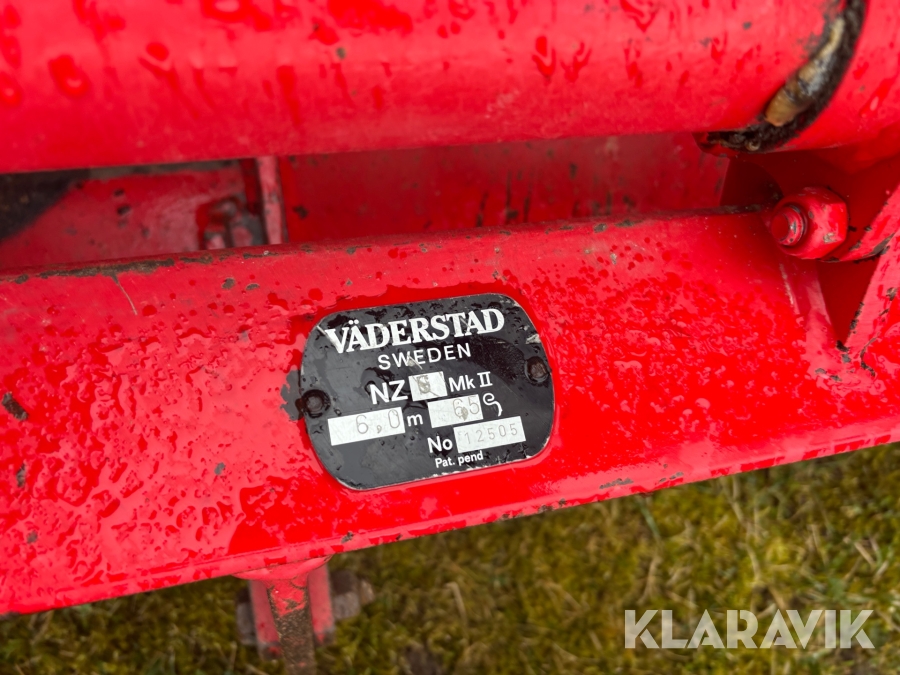 VÄDERSTAD
SWEDEN
NZ S Mk II
6,0 m 65
No 12505
Pat. pend
KLARAVIK